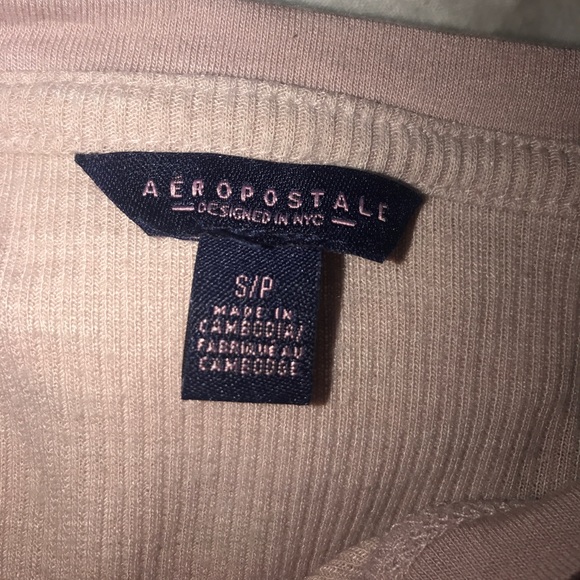 AÉROPOSTALE
DESIGNED IN NYC
S/P
MADE IN
CAMBODIA/
FABRIQUE AU
CAMBODGE